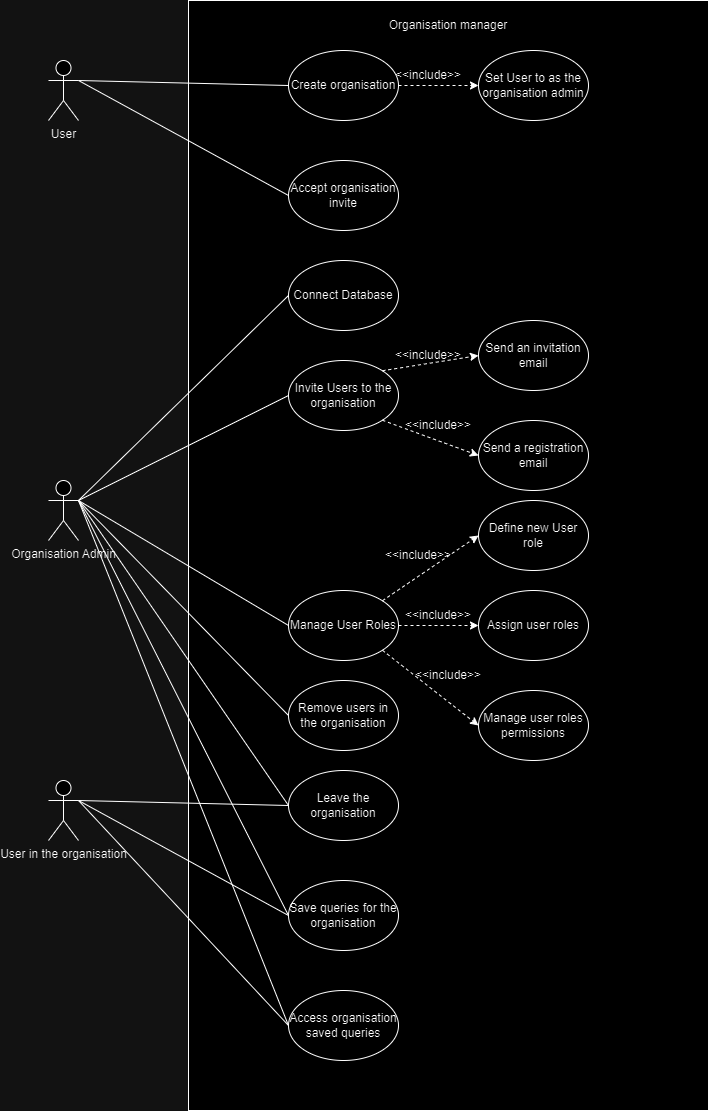 Organisation manager
User
Create organisation
<<include>>
Set User to as the
organisation admin
Accept organisation
invite
Connect Database
Invite Users to the
organisation
<<include>>
Send an invitation
email
<<include>>
Send a registration
email
Organisation Admin
Manage User Roles
<<include>>
Define new User
role
<<include>>
Assign user roles
<<include>>
Manage user roles
permissions
Remove users in
the organisation
User in the organisation
Leave the
organisation
Save queries for the
organisation
Access organisation
saved queries